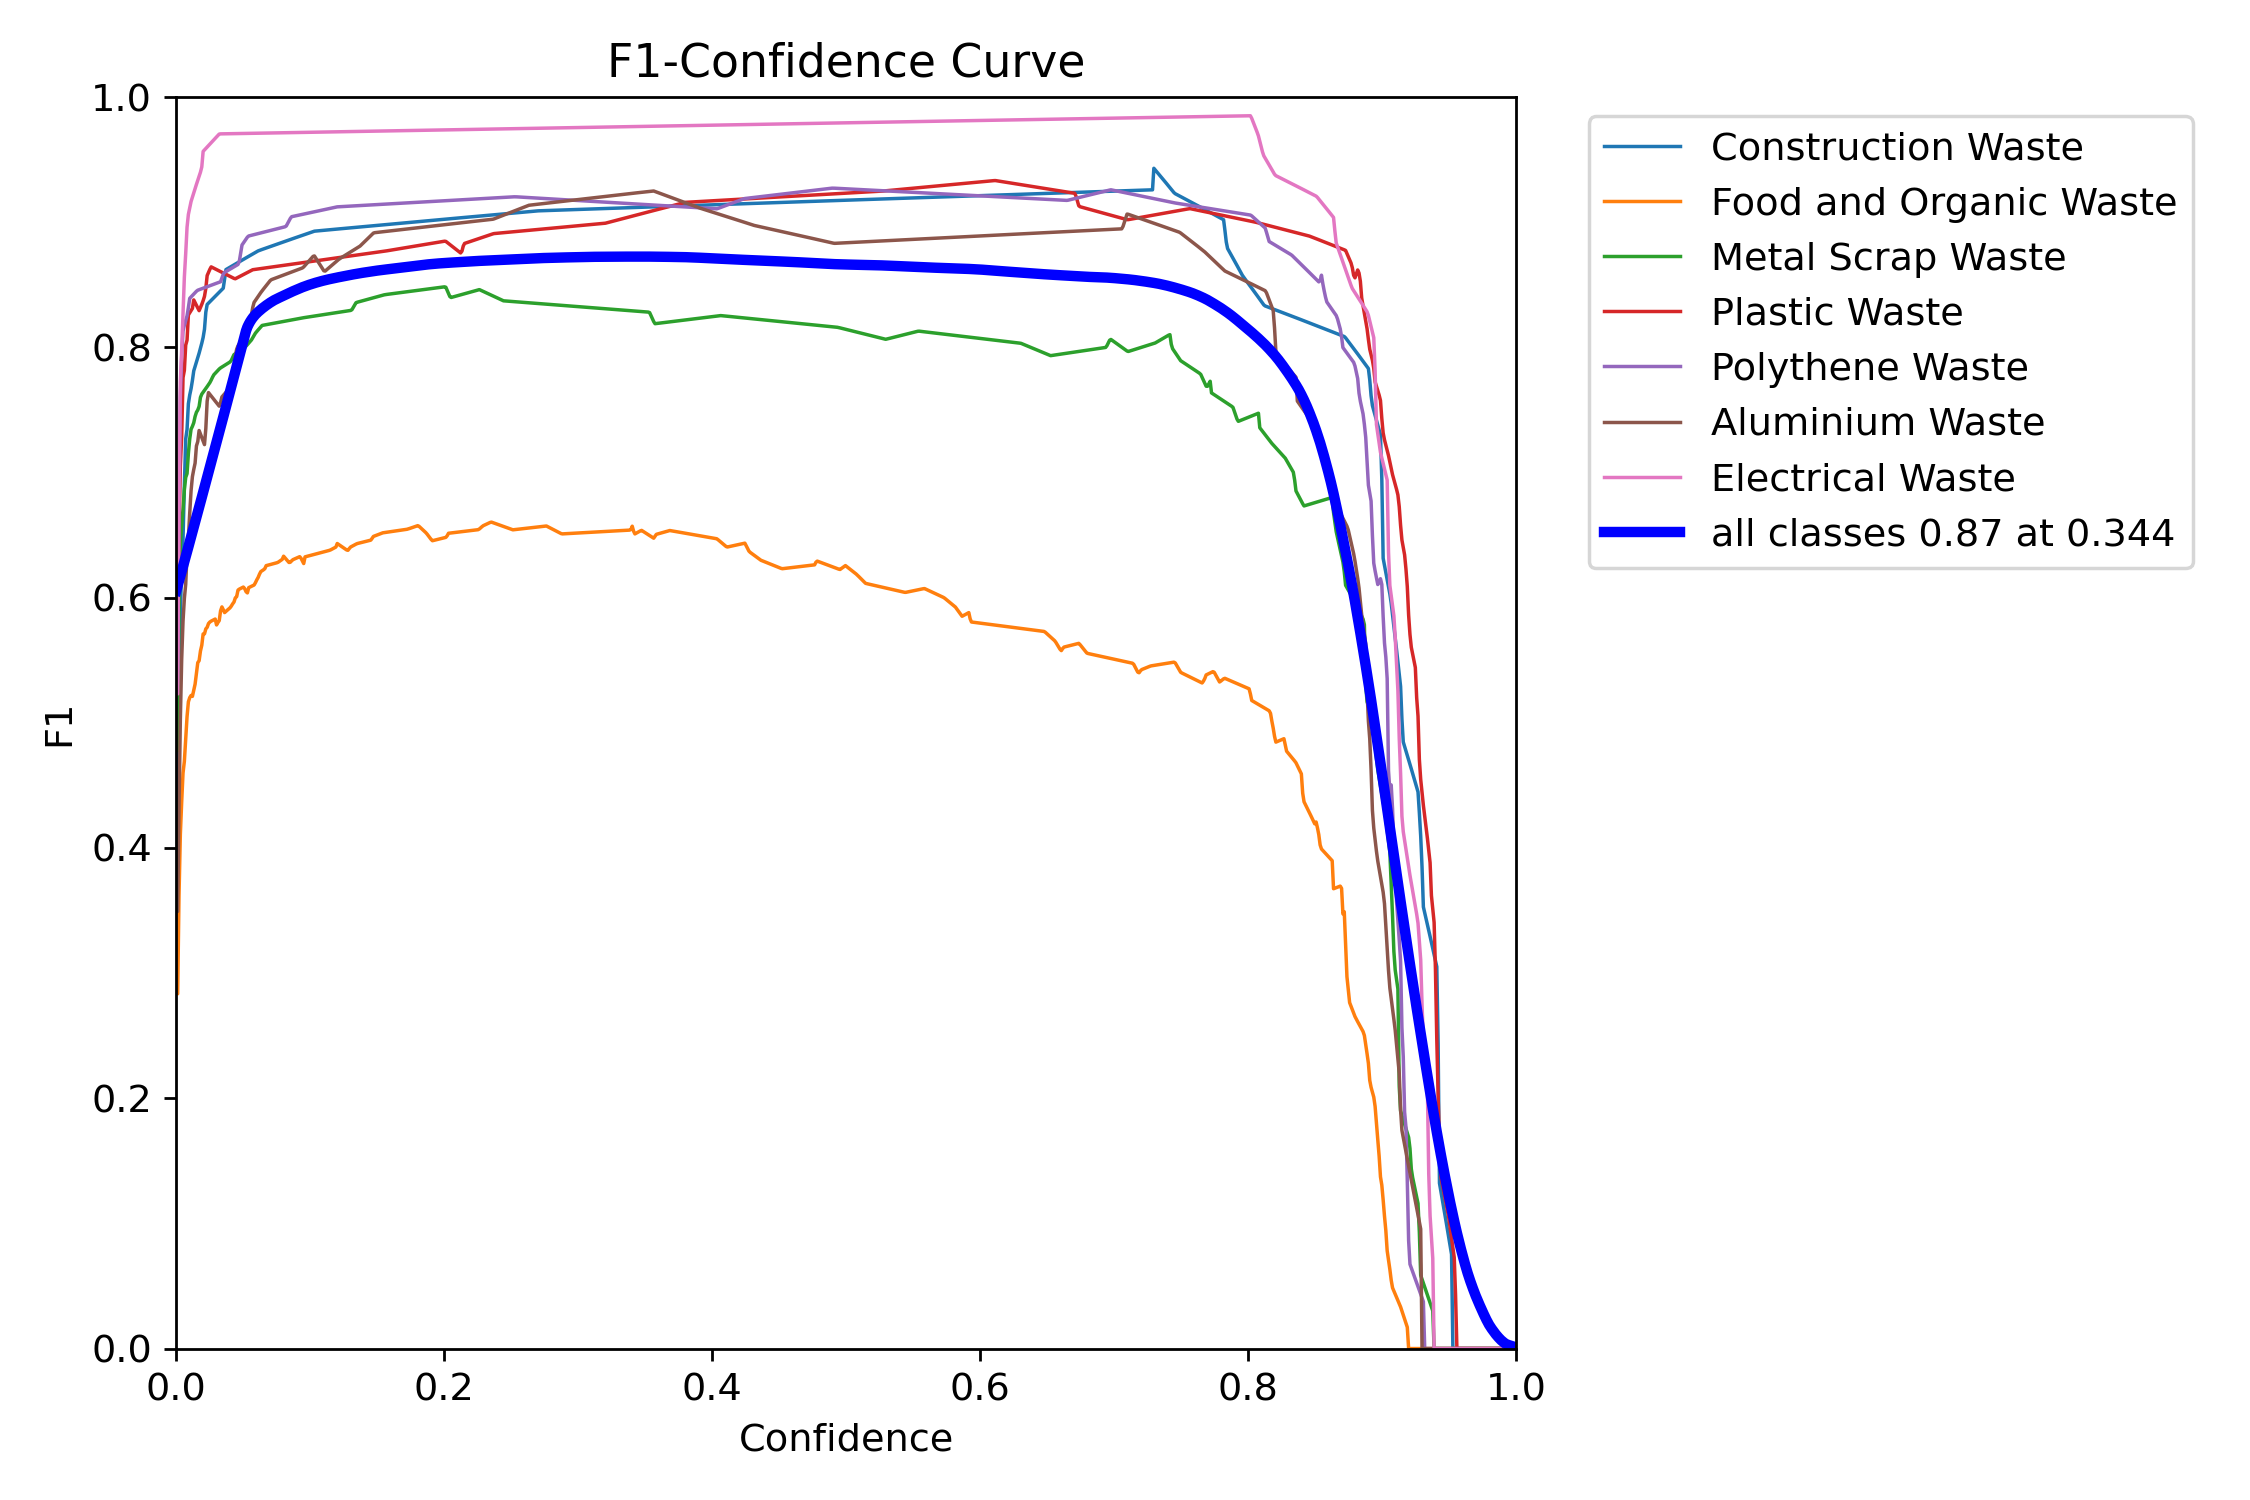 F1-Confidence Curve
1.0
0.8
0.6
0.4
0.2
0.0
F1
0.0 0.2 0.4 0.6 0.8 1.0
Confidence
Construction Waste
Food and Organic Waste
Metal Scrap Waste
Plastic Waste
Polythene Waste
Aluminium Waste
Electrical Waste
all classes 0.87 at 0.344